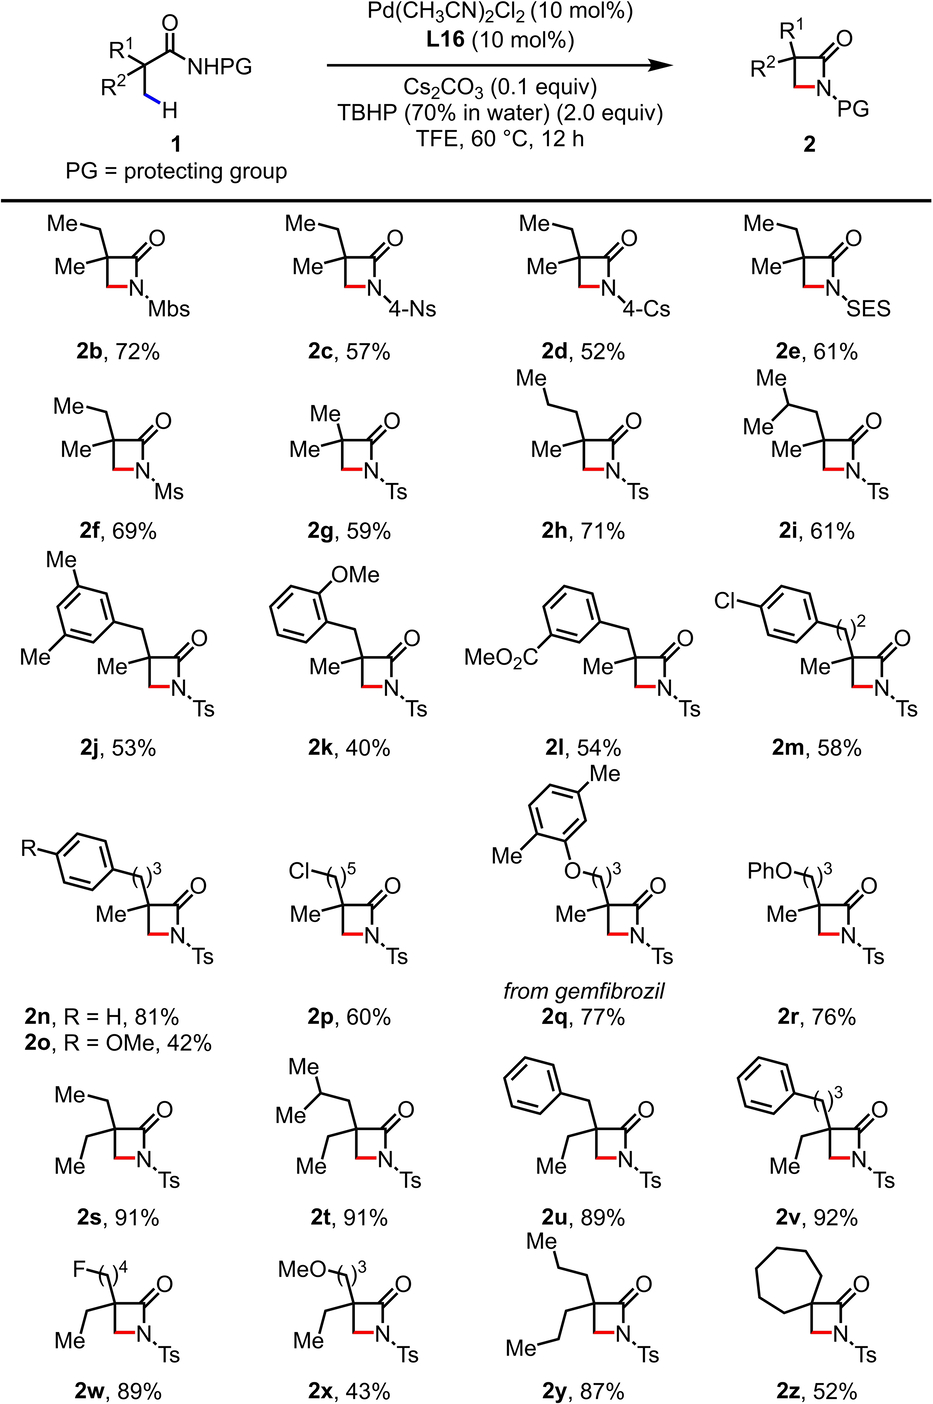 Pd(CH3CN)2Cl2 (10 mol%)
L16 (10 mol%)
Cs2CO3 (0.1 equiv)
TBHP (70% in water) (2.0 equiv)
TFE, 60 °C, 12 h
R1
R2
O
NHPG
H
1
PG = protecting group
R1
R2
O
N
PG
2
Me
Me
O
N
Mbs
2b, 72%
Me
Me
O
N
4-Ns
2c, 57%
Me
Me
O
N
4-Cs
2d, 52%
Me
Me
O
N
SES
2e, 61%
Me
Me
O
N
Ms
2f, 69%
Me
Me
O
N
Ts
2g, 59%
Me
Me
O
N
Ts
2h, 71%
Me
Me
Me
O
N
Ts
2i, 61%
Me
Me
Me
O
N
Ts
2j, 53%
OMe
Me
O
N
Ts
2k, 40%
MeO2C
Me
O
N
Ts
2l, 54%
Cl
( )2
Me
O
N
Ts
2m, 58%
R
( )3
Me
O
N
Ts
2n, R = H, 81%
2o, R = OMe, 42%
Cl
( )5
Me
O
N
Ts
2p, 60%
Me
Me
O
( )3
Me
O
N
Ts
from gemfibrozil
2q, 77%
PhO
( )3
Me
O
N
Ts
2r, 76%
Me
Me
O
N
Ts
2s, 91%
Me
Me
Me
O
N
Ts
2t, 91%
Me
O
N
Ts
2u, 89%
( )3
Me
O
N
Ts
2v, 92%
F
( )4
Me
O
N
Ts
2w, 89%
MeO
( )3
Me
O
N
Ts
2x, 43%
Me
Me
O
N
Ts
2y, 87%
O
N
Ts
2z, 52%